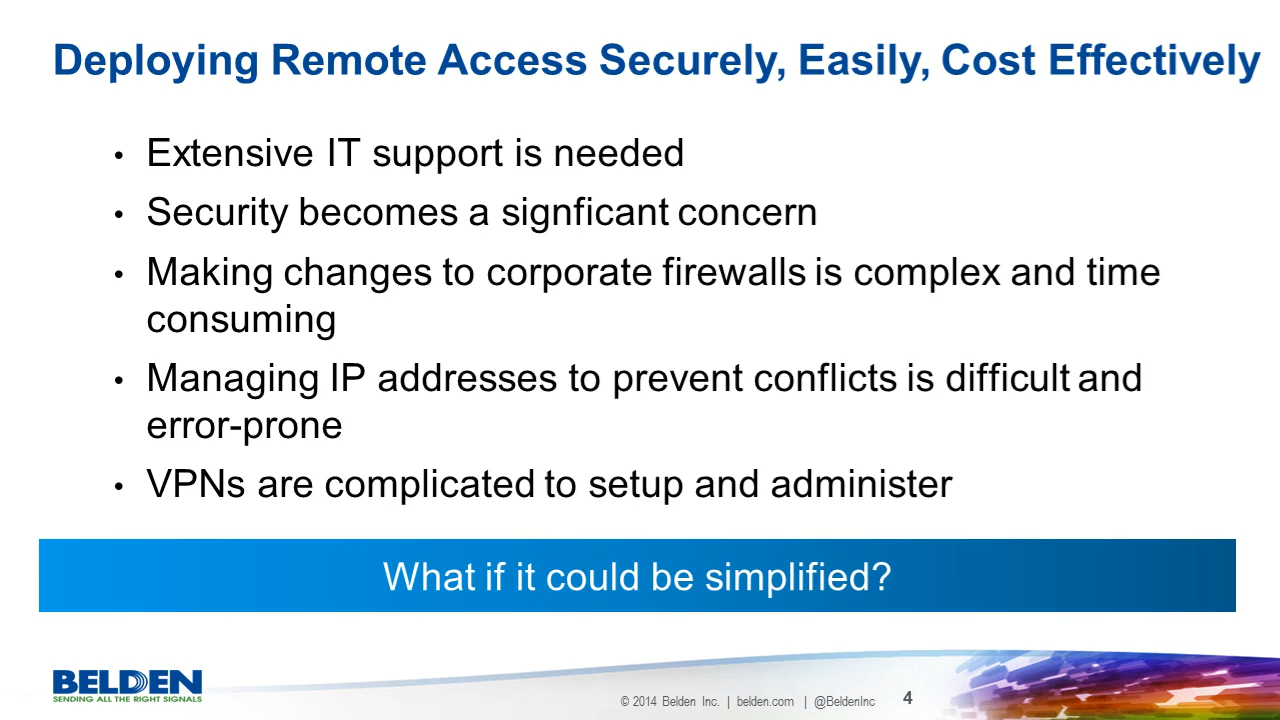 Deploying Remote Access Securely, Easily, Cost Effectively
• Extensive IT support is needed
• Security becomes a signficant concern
• Making changes to corporate firewalls is complex and time
consuming
• Managing IP addresses to prevent conflicts is difficult and
error-prone
• VPNs are complicated to setup and administer
What if it could be simplified?
BELDEN
SENDING ALL THE RIGHT SIGNALS
© 2014 Belden Inc. | belden.com | @BeldenInc 4